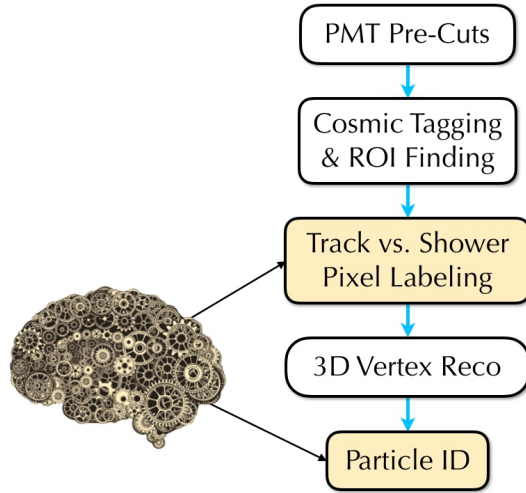 PMT Pre-Cuts
Cosmic Tagging
& ROI Finding
Track vs. Shower
Pixel Labeling
3D Vertex Reco
Particle ID